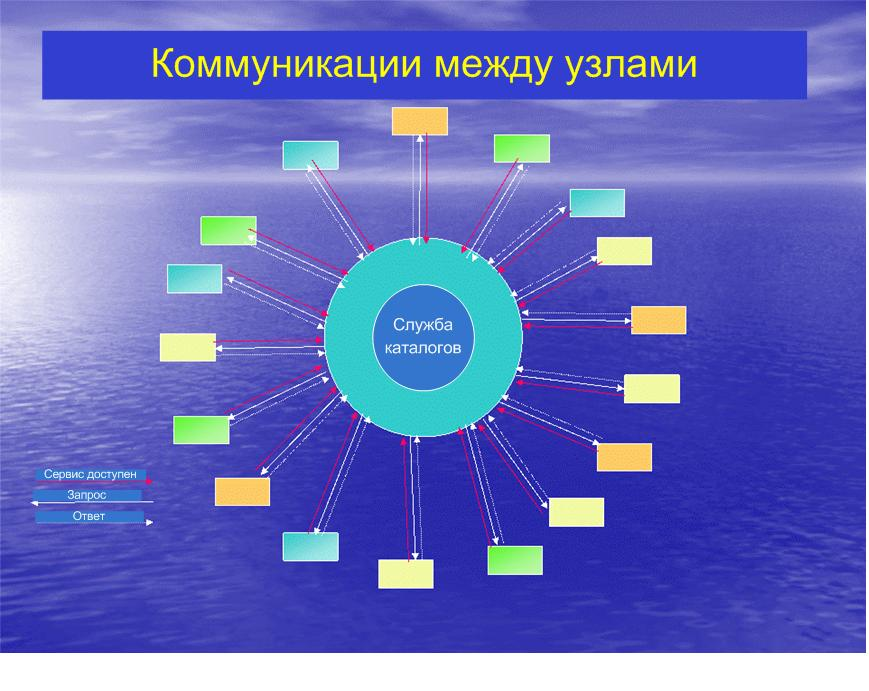 Коммуникации между узлами
Служба
каталогов
Сервис доступен
Запрос
Ответ